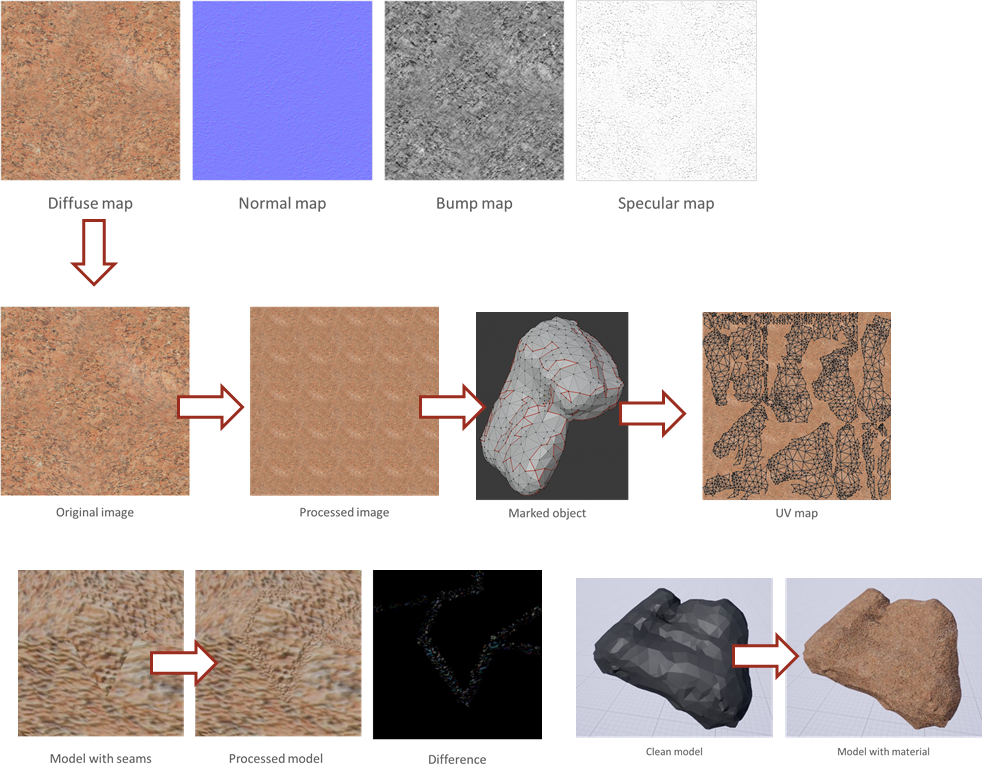 Diffuse map
Normal map
Bump map
Specular map
Original image
Processed image
Marked object
UV map
Model with seams
Processed model
Difference
Clean model
Model with material